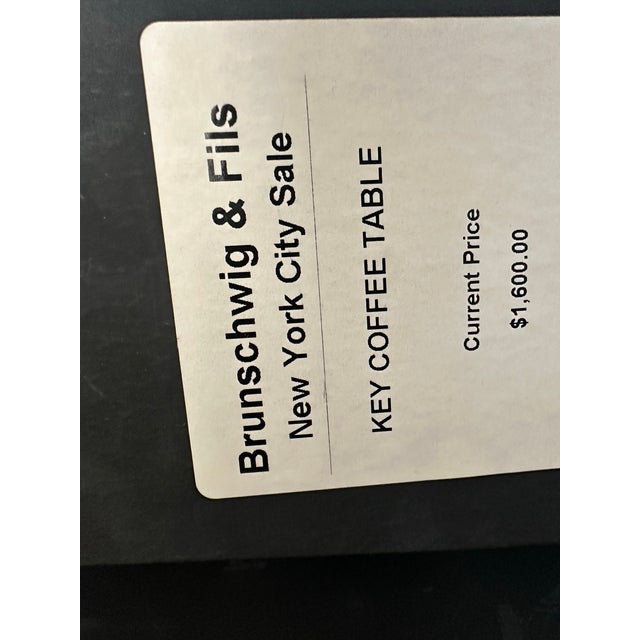 Brunschwig & Fils
New York City Sale
KEY COFFEE TABLE
Current Price
$1,600.00